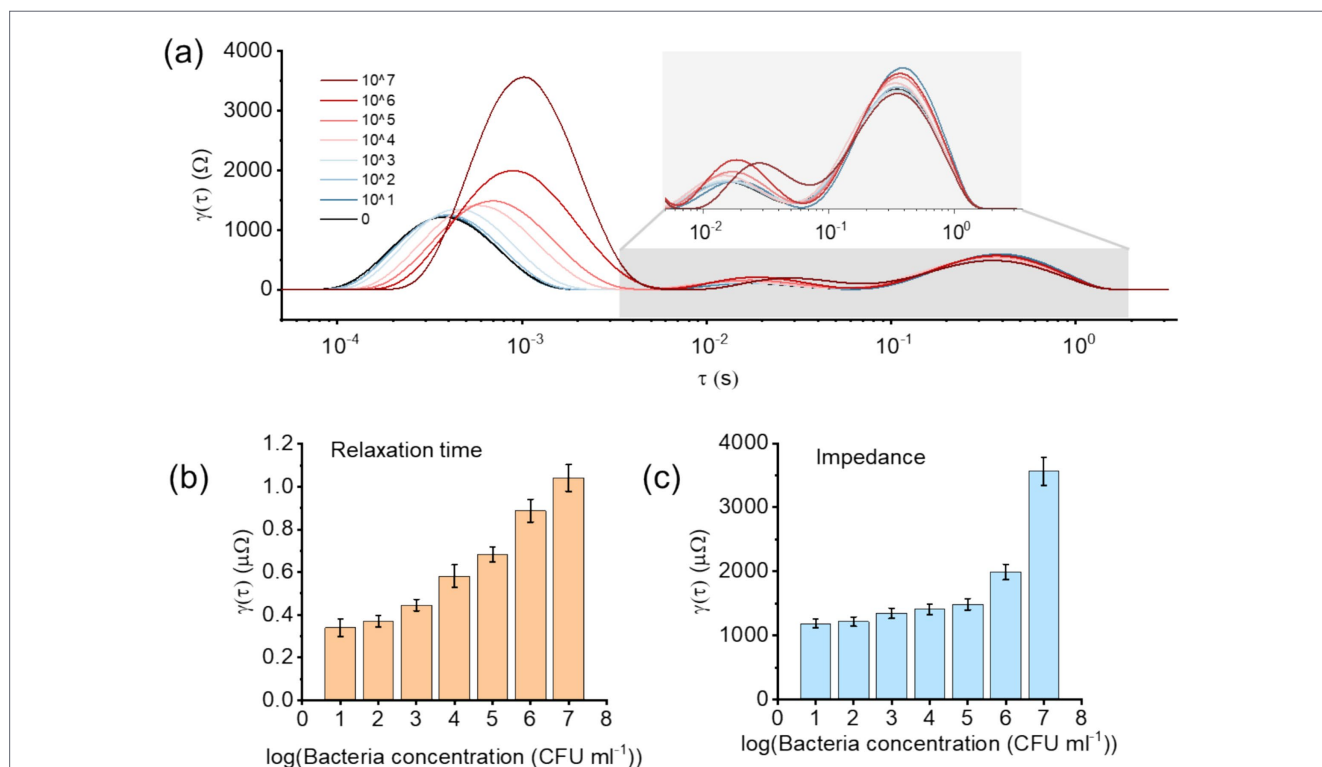 (a)
4000
3000
2000
1000
0
γ(τ) (Ω)
10^7
10^6
10^5
10^4
10^3
10^2
10^1
0
10⁻² 10⁻¹ 10⁰
10⁻⁴ 10⁻³ 10⁻² 10⁻¹ 10⁰
τ (s)
(b)
Relaxation time
1.2
1.0
0.8
0.6
0.4
0.2
0.0
γ(τ) (μΩ)
0 1 2 3 4 5 6 7 8
log(Bacteria concentration (CFU ml⁻¹)
(c)
Impedance
4000
3000
2000
1000
0
γ(τ) (μΩ)
0 1 2 3 4 5 6 7 8
log(Bacteria concentration (CFU ml⁻¹)